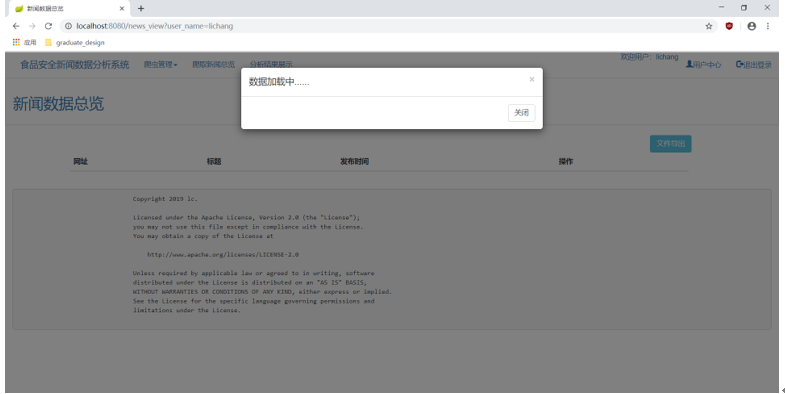 新闻数据总览
localhost:8080/news_view?user_name=lichang
应用 graduate_design
食品安全新闻数据分析系统 爬虫管理 爬取新闻总览 分析结果展示 欢迎用户：lichang 用户中心 退出登录
数据加载中......
×
关闭
新闻数据总览
文件导出
网址 标题 发布时间 操作
Copyright 2019 lc.
Licensed under the Apache License, Version 2.0 (the "License");
you may not use this file except in compliance with the License.
You may obtain a copy of the License at
http://www.apache.org/licenses/LICENSE-2.0
Unless required by applicable law or agreed to in writing, software
distributed under the License is distributed on an "AS IS" BASIS,
WITHOUT WARRANTIES OR CONDITIONS OF ANY KIND, either express or implied.
See the License for the specific language governing permissions and
limitations under the License.